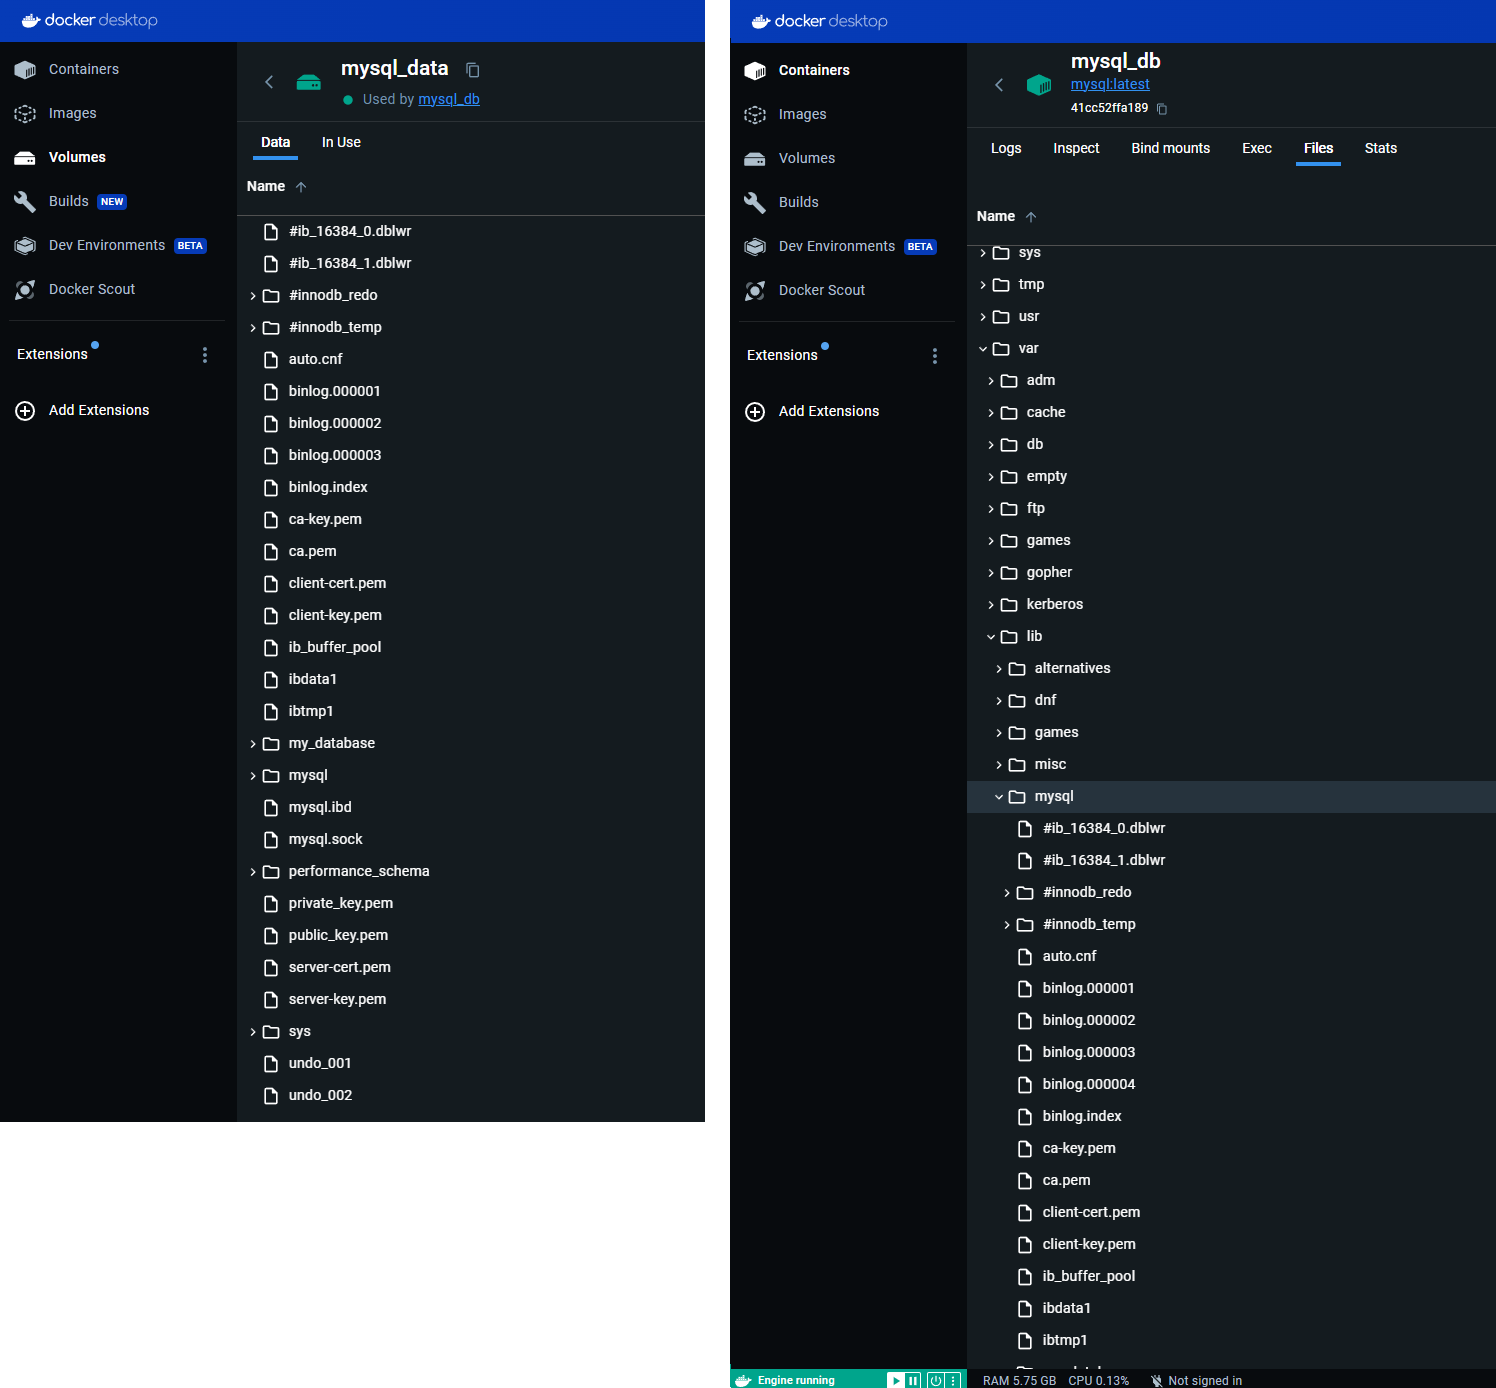 docker desktop
Containers
Images
Volumes
Builds NEW
Dev Environments BETA
Docker Scout
Extensions
Add Extensions
mysql_data
Used by mysql_db
Data In Use
Name
#ib_16384_0.dblwr
#ib_16384_1.dblwr
#innodb_redo
#innodb_temp
auto.cnf
binlog.000001
binlog.000002
binlog.000003
binlog.index
ca-key.pem
ca.pem
client-cert.pem
client-key.pem
ib_buffer_pool
ibdata1
ibtmp1
my_database
mysql
mysql.ibd
mysql.sock
performance_schema
private_key.pem
public_key.pem
server-cert.pem
server-key.pem
sys
undo_001
undo_002
docker desktop
Containers
Images
Volumes
Builds
Dev Environments BETA
Docker Scout
Extensions
Add Extensions
mysql_db
mysql:latest
41cc52ffa189
Logs Inspect Bind mounts Exec Files Stats
Name
sys
tmp
usr
var
adm
cache
db
empty
ftp
games
gopher
kerberos
lib
alternatives
dnf
games
misc
mysql
#ib_16384_0.dblwr
#ib_16384_1.dblwr
#innodb_redo
#innodb_temp
auto.cnf
binlog.000001
binlog.000002
binlog.000003
binlog.000004
binlog.index
ca-key.pem
ca.pem
client-cert.pem
client-key.pem
ib_buffer_pool
ibdata1
ibtmp1
Engine running RAM 5.75 GB CPU 0.13% Not signed in